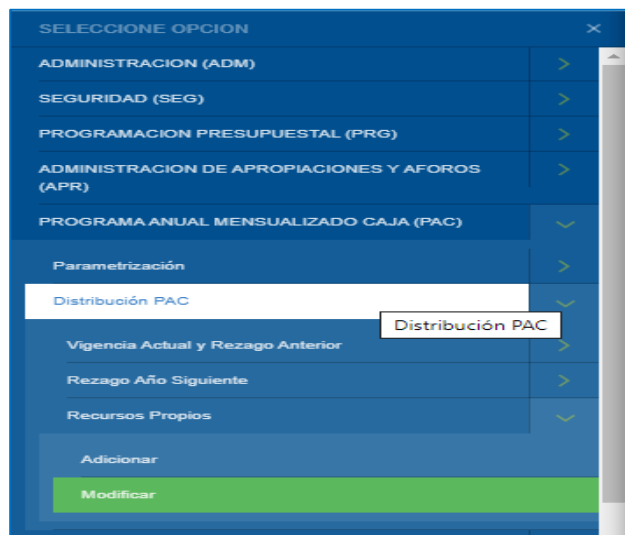 SELECCIONE OPCION ×
ADMINISTRACION (ADM) >
SEGURIDAD (SEG) >
PROGRAMACION PRESUPUESTAL (PRG) >
ADMINISTRACION DE APROPIACIONES Y AFOROS
(APR) >
PROGRAMA ANUAL MENSUALIZADO CAJA (PAC)
Parametrización >
Distribución PAC
Distribución PAC
Vigencia Actual y Rezago Anterior >
Rezago Año Siguiente >
Recursos Propios
Adicionar
Modificar